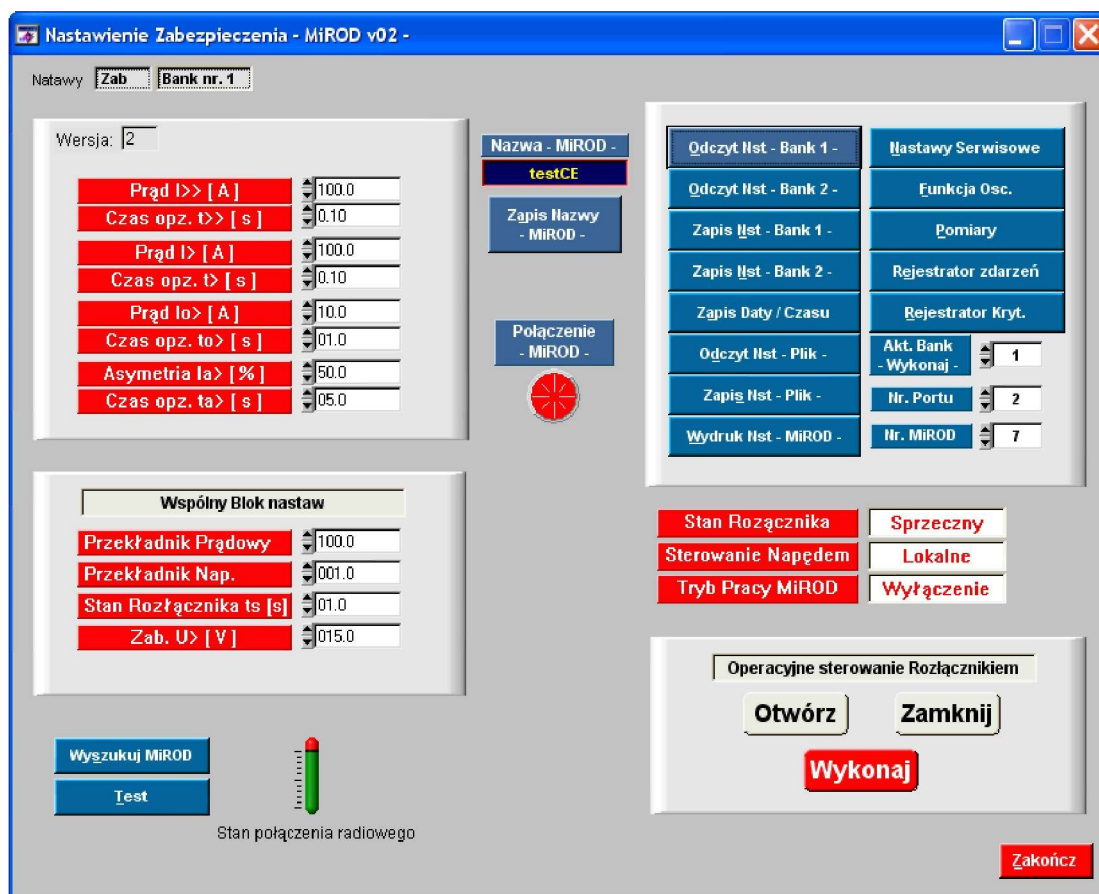 Nastawienie Zabezpieczenia - MiROD v02 -
Natawy Zab Bank nr. 1
Wersja: 2
Prąd I>> [ A ] 100.0
Czas opz. t>> [ s ] 0.10
Prąd I> [ A ] 100.0
Czas opz. t> [ s ] 0.10
Prąd Io> [ A ] 10.0
Czas opz. to> [ s ] 01.0
Asymetria Ia> [ % ] 50.0
Czas opz. ta> [ s ] 05.0
Nazwa - MiROD -
testCE
Zapis Nazwy
- MiROD -
Połączenie
- MiROD -
Odczyt Nst - Bank 1 - Nastawy Serwisowe
Odczyt Nst - Bank 2 - Funkcja Osc.
Zapis Nst - Bank 1 - Pomiary
Zapis Nst - Bank 2 - Rejestrator zdarzeń
Zapis Daty / Czasu Rejestrator Kryt.
Odczyt Nst - Plik - Akt. Bank
- Wykonaj - 1
Zapis Nst - Plik - Nr. Portu 2
Wydruk Nst - MiROD - Nr. MiROD 7
Wspólny Blok nastaw
Przekładnik Prądowy 100.0
Przekładnik Nap. 001.0
Stan Rozłącznika ts [s] 01.0
Zab. U> [ V ] 015.0
Stan Rozącznika Sprzeczny
Sterowanie Napędem Lokalne
Tryb Pracy MiROD Wyłączenie
Operacyjne sterowanie Rozłącznikiem
Otwórz Zamknij
Wykonaj
Wyszukuj MiROD
Test
Stan połączenia radiowego
Zakończ